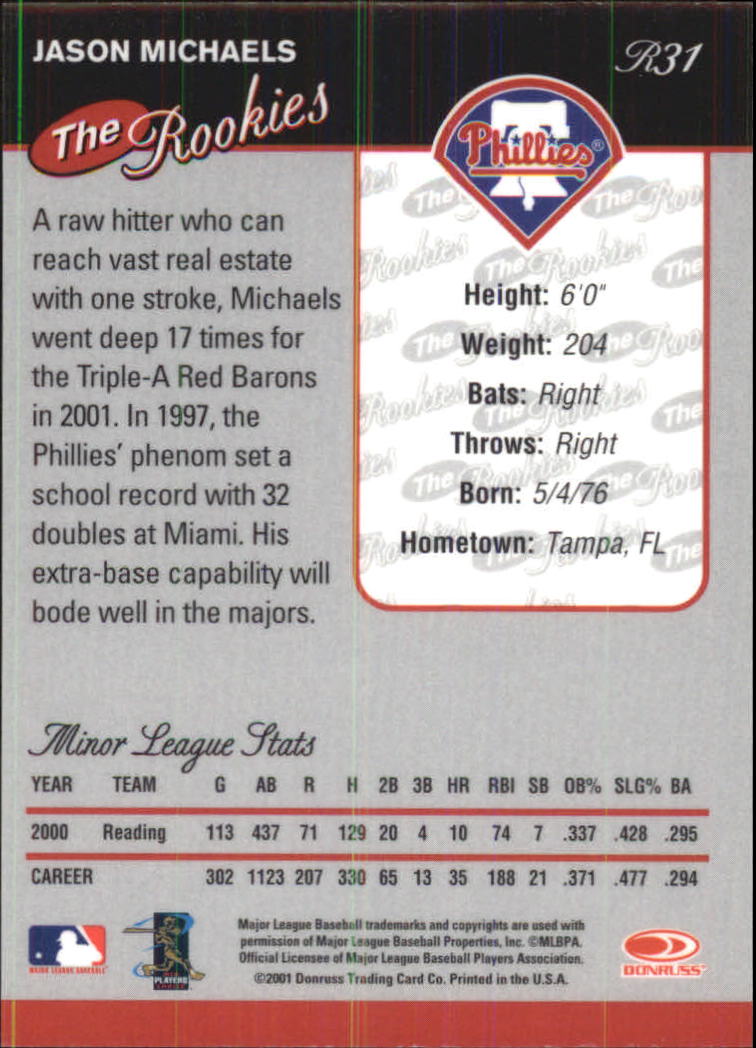 JASON MICHAELS
R31
The Rookies
Phillies®
A raw hitter who can
reach vast real estate
with one stroke, Michaels
went deep 17 times for
the Triple-A Red Barons
in 2001. In 1997, the
Phillies' phenom set a
school record with 32
doubles at Miami. His
extra-base capability will
bode well in the majors.
Height: 6'0"
Weight: 204
Bats: Right
Throws: Right
Born: 5/4/76
Hometown: Tampa, FL
Minor League Stats
YEAR TEAM G AB R H 2B 3B HR RBI SB OB% SLG% BA
2000 Reading 113 437 71 129 20 4 10 74 7 .337 .428 .295
CAREER 302 1123 207 330 65 13 35 188 21 .371 .477 .294
MAJOR LEAGUE BASEBALL
PLAYERS
CHOICE
Major League Baseball trademarks and copyrights are used with
permission of Major League Baseball Properties, Inc. ©MLBPA.
Official Licensee of Major League Baseball Players Association.
©2001 Donruss Trading Card Co. Printed in the U.S.A.
DONRUSS